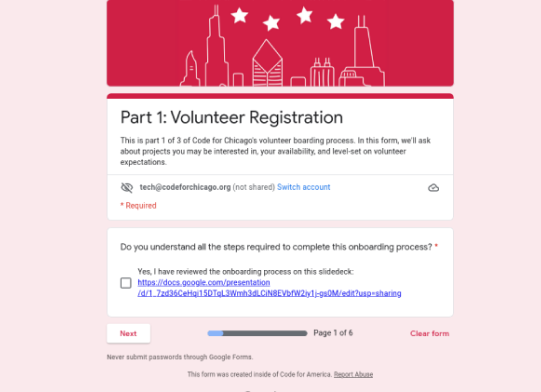 Part 1: Volunteer Registration
This is part 1 of 3 of Code for Chicago's volunteer boarding process. In this form, we'll ask
about projects you may be interested in, your availability, and level-set on volunteer
expectations.
tech@codeforchicago.org (not shared) Switch account
* Required
Do you understand all the steps required to complete this onboarding process? *
Yes, I have reviewed the onboarding process on this slidedeck:
https://docs.google.com/presentation
Next
Page 1 of 6
Clear form
Never submit passwords through Google Forms.
This form was created inside of Code for America. Report Abuse